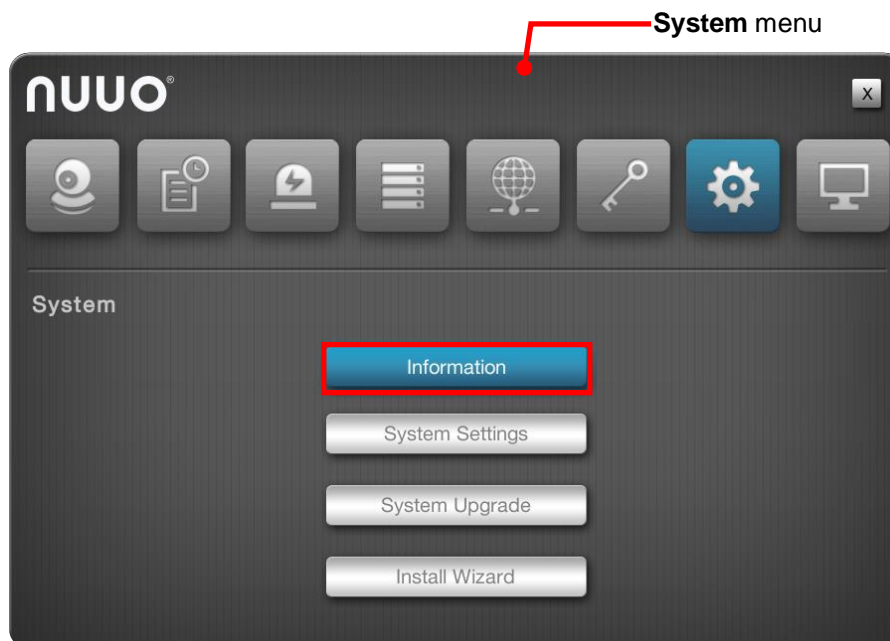 System menu
nuuo®
X
System
Information
System Settings
System Upgrade
Install Wizard